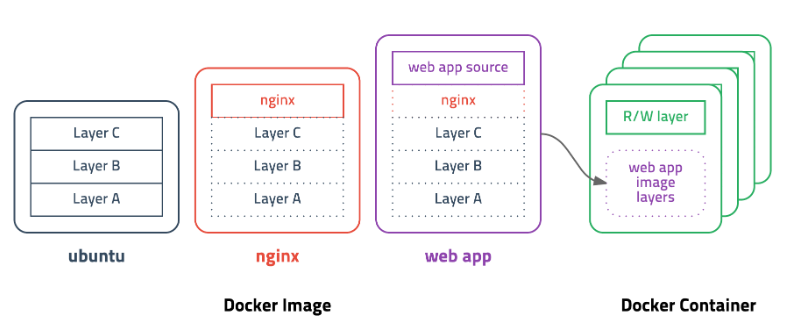 Layer C
Layer B
Layer A
ubuntu
nginx
Layer C
Layer B
Layer A
nginx
web app source
nginx
Layer C
Layer B
Layer A
web app
R/W layer
web app
image
layers
Docker Image
Docker Container